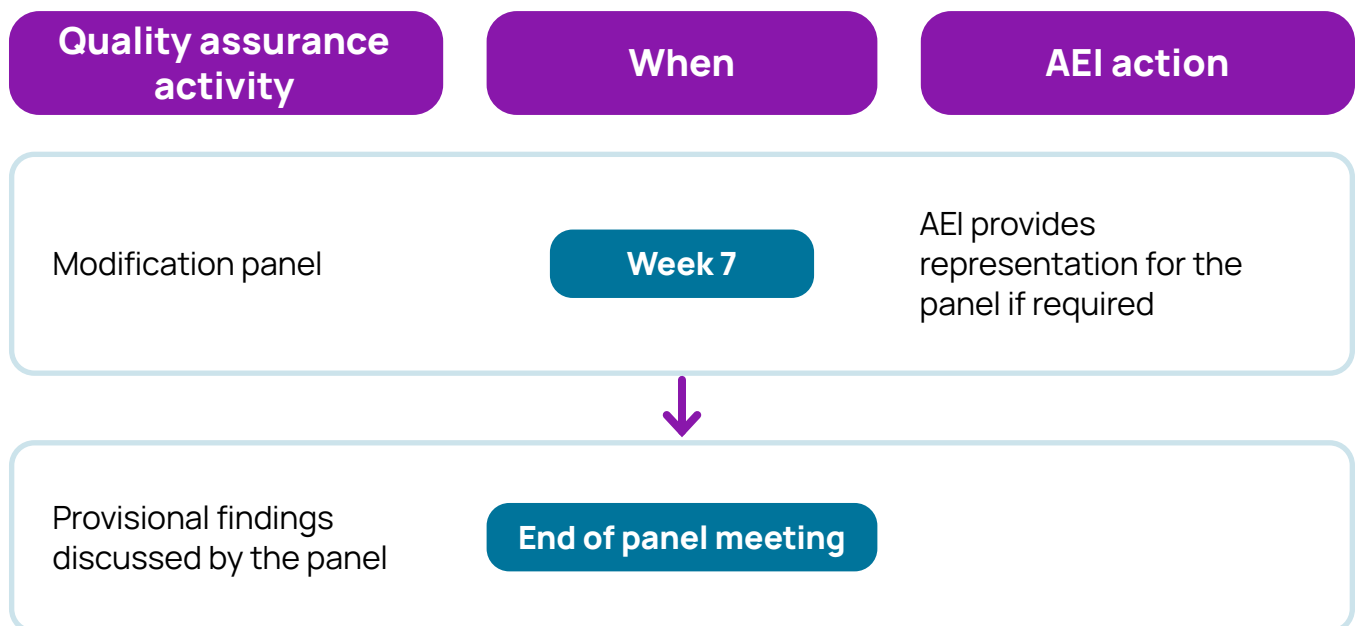 Quality assurance
activity
When
AEI action
Modification panel
Week 7
AEI provides
representation for the
panel if required
Provisional findings
discussed by the panel
End of panel meeting